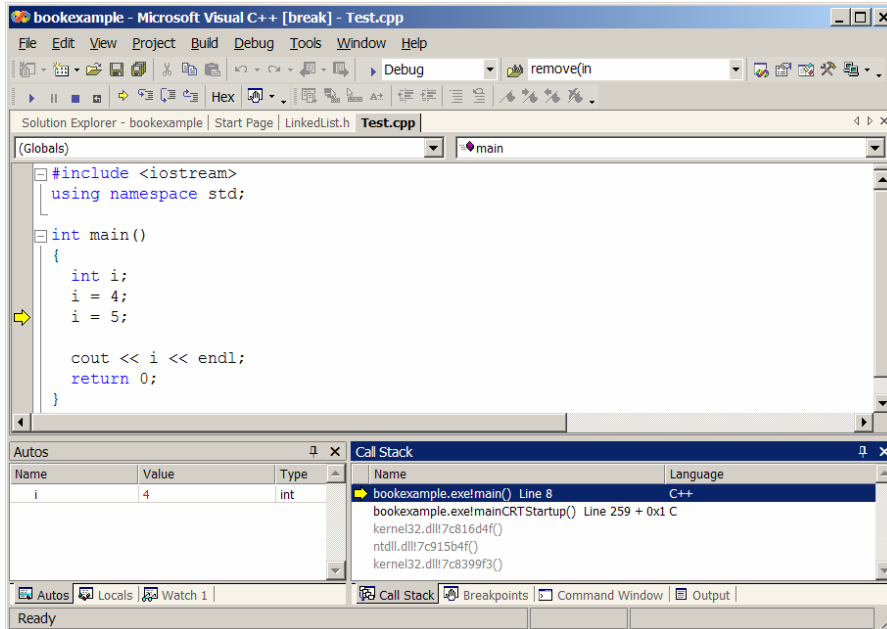 bookexample - Microsoft Visual C++ [break] - Test.cpp
File Edit View Project Build Debug Tools Window Help
Debug remove(in
Hex
Solution Explorer - bookexample | Start Page | LinkedList.h Test.cpp
(Globals) main
#include <iostream>
using namespace std;
int main()
{
int i;
i = 4;
i = 5;
cout << i << endl;
return 0;
}
Autos Call Stack
Name Value Type Name Language
i 4 int bookexample.exe!main() Line 8 C++
bookexample.exe!mainCRTStartup() Line 259 + 0x1 C
kernel32.dll!7c816d4f()
ntdll.dll!7c915b4f()
kernel32.dll!7c8399f3()
Autos Locals Watch 1 Call Stack Breakpoints Command Window Output
Ready